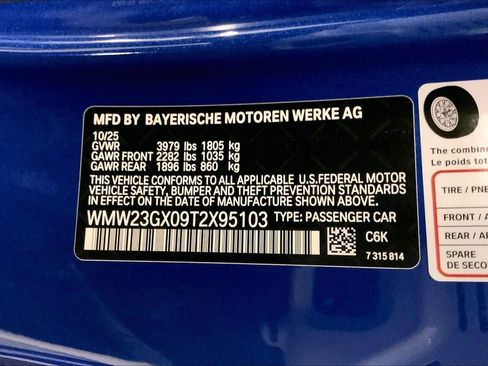 MFD BY BAYERISCHE MOTOREN WERKE AG
10/25
GVWR 3979 lbs 1805 kg
GAWR FRONT 2282 lbs 1035 kg
GAWR REAR 1896 lbs 860 kg
THIS VEHICLE CONFORMS TO ALL APPLICABLE U.S.FEDERAL MOTOR
VEHICLE SAFETY, BUMPER AND THEFT PREVENTION STANDARDS
IN EFFECT ON THE DATE OF MANUFACTURE SHOWN ABOVE.
WMW23GX09T2X95103 TYPE: PASSENGER CAR
C6K
7 315 814
The combine
Le poids tot
TIRE / PNE
FRONT / A
REAR / AR
SPARE
DE SECO